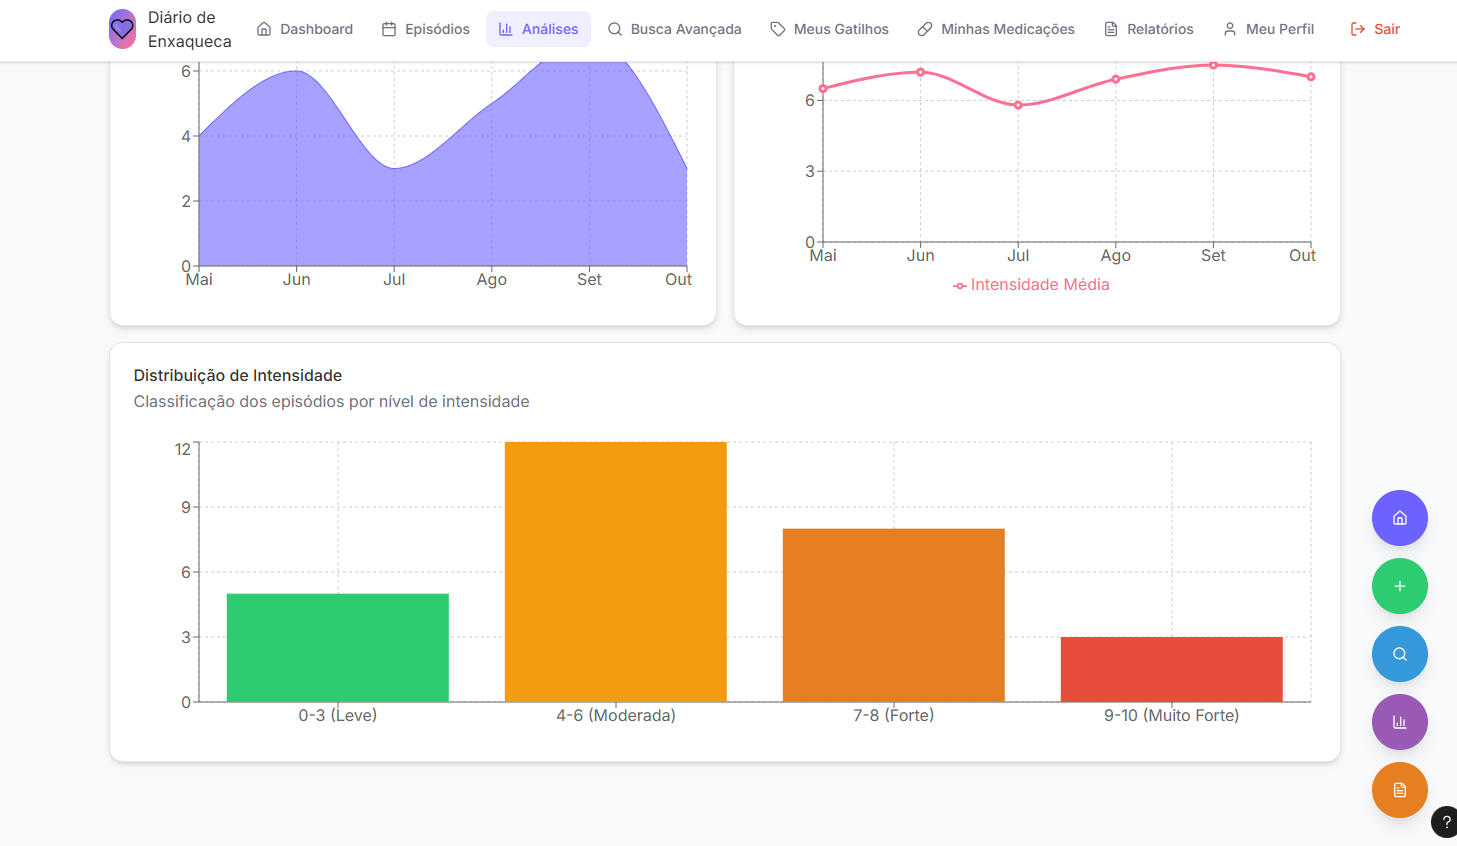 Diário de
Enxaqueca
Dashboard
Episódios
Análises
Busca Avançada
Meus Gatilhos
Minhas Medicações
Relatórios
Meu Perfil
Sair
6
4
2
0
Mai Jun Jul Ago Set Out
6
3
0
Mai Jun Jul Ago Set Out
Intensidade Média
Distribuição de Intensidade
Classificação dos episódios por nível de intensidade
12
9
6
3
0
0-3 (Leve) 4-6 (Moderada) 7-8 (Forte) 9-10 (Muito Forte)
?